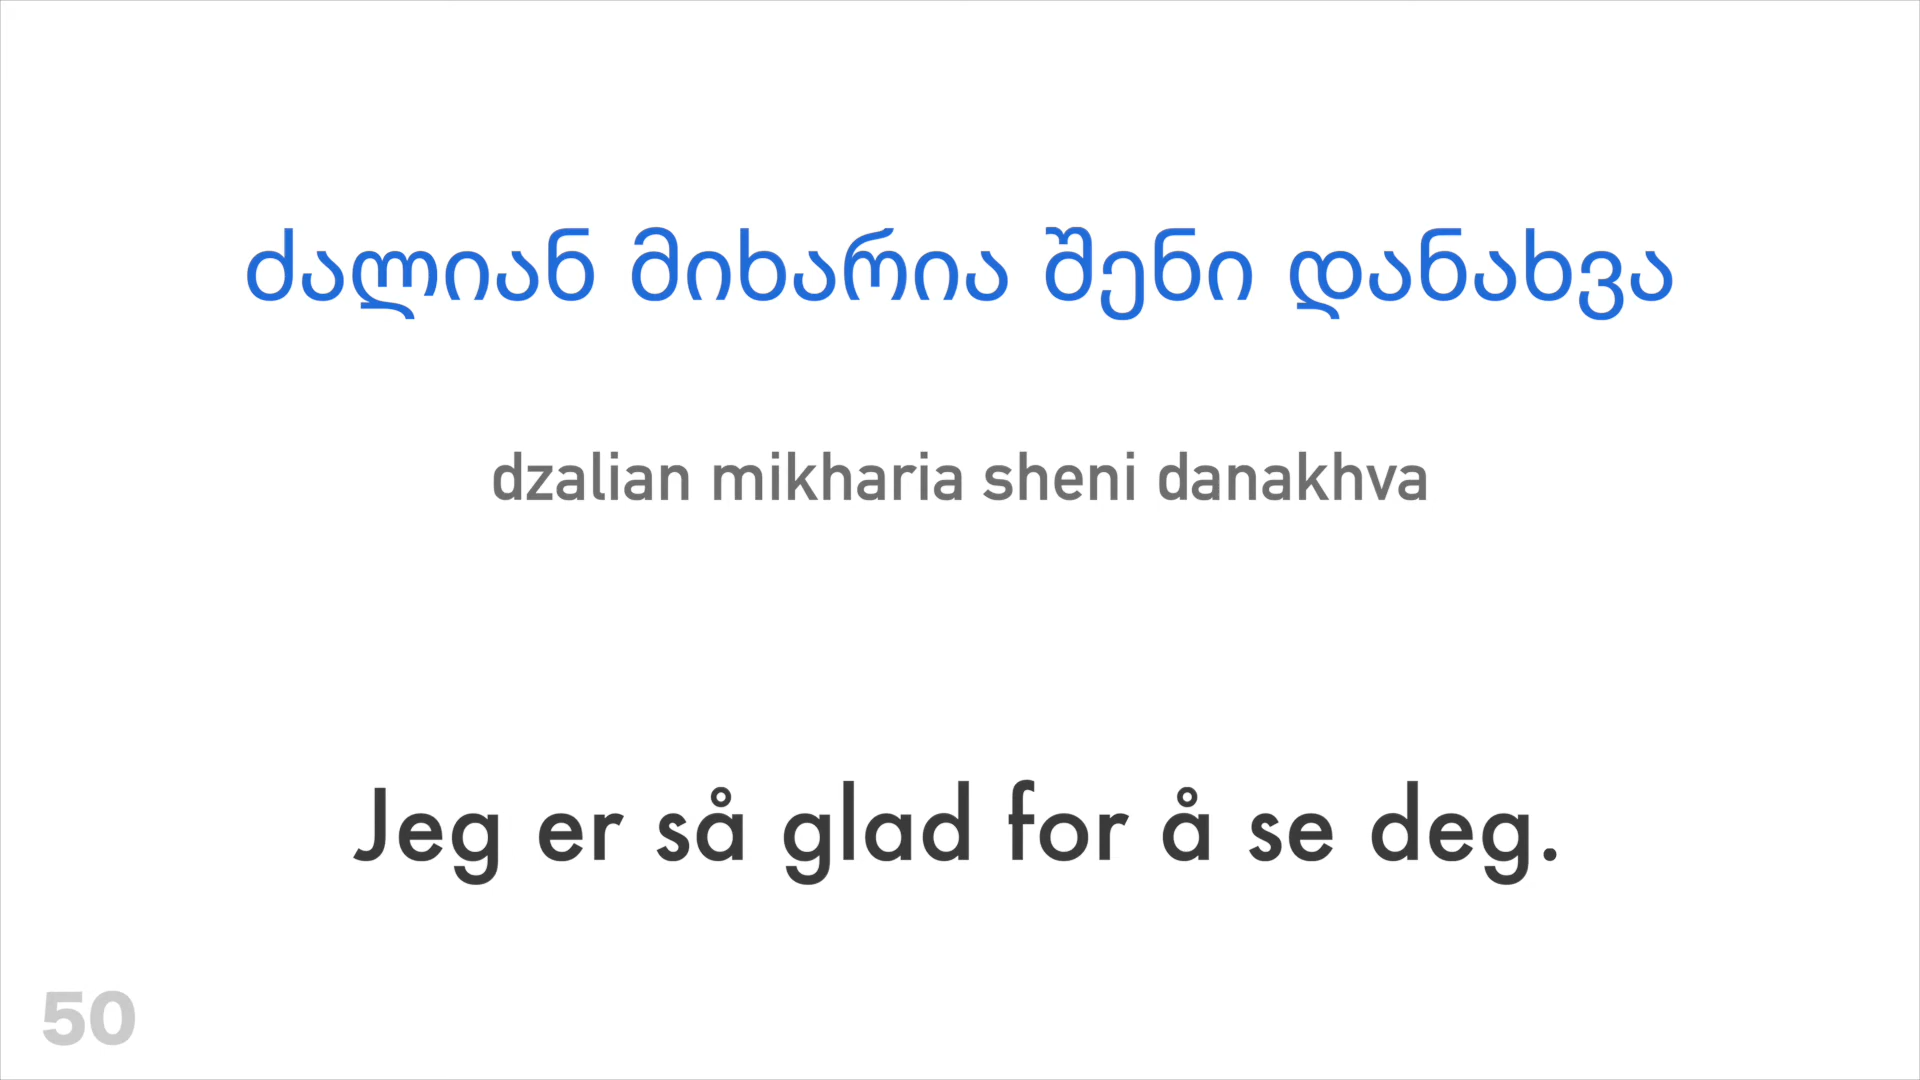 ძალიან მიხარია შენი დანახვა
dzalian mikharia sheni danakhva
Jeg er så glad for å se deg.
50